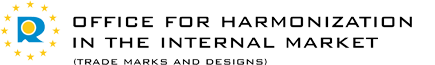 OFFICE FOR HARMONIZATION
IN THE INTERNAL MARKET
(TRADE MARKS AND DESIGNS)